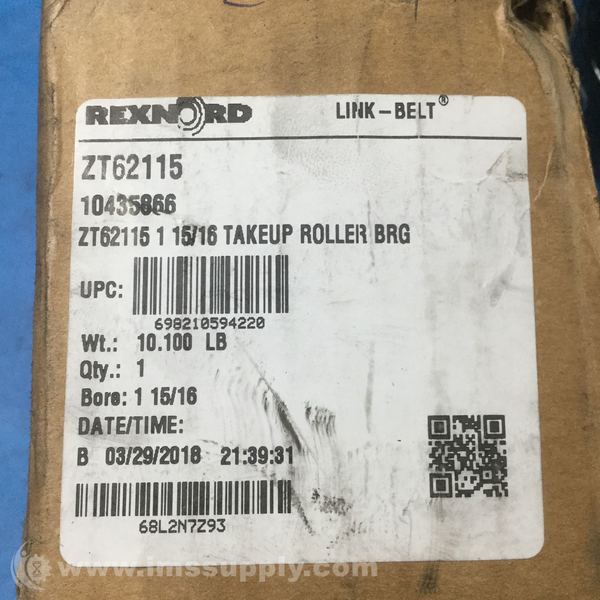 REXNORD LINK-BELT®
ZT62115
10435866
ZT62115 1 15/16 TAKEUP ROLLER BRG
UPC:
698210594220
Wt.: 10.100 LB
Qty.: 1
Bore: 1 15/16
DATE/TIME:
B 03/29/2018 21:39:31
68L2N7Z93
© www.imssupply.com